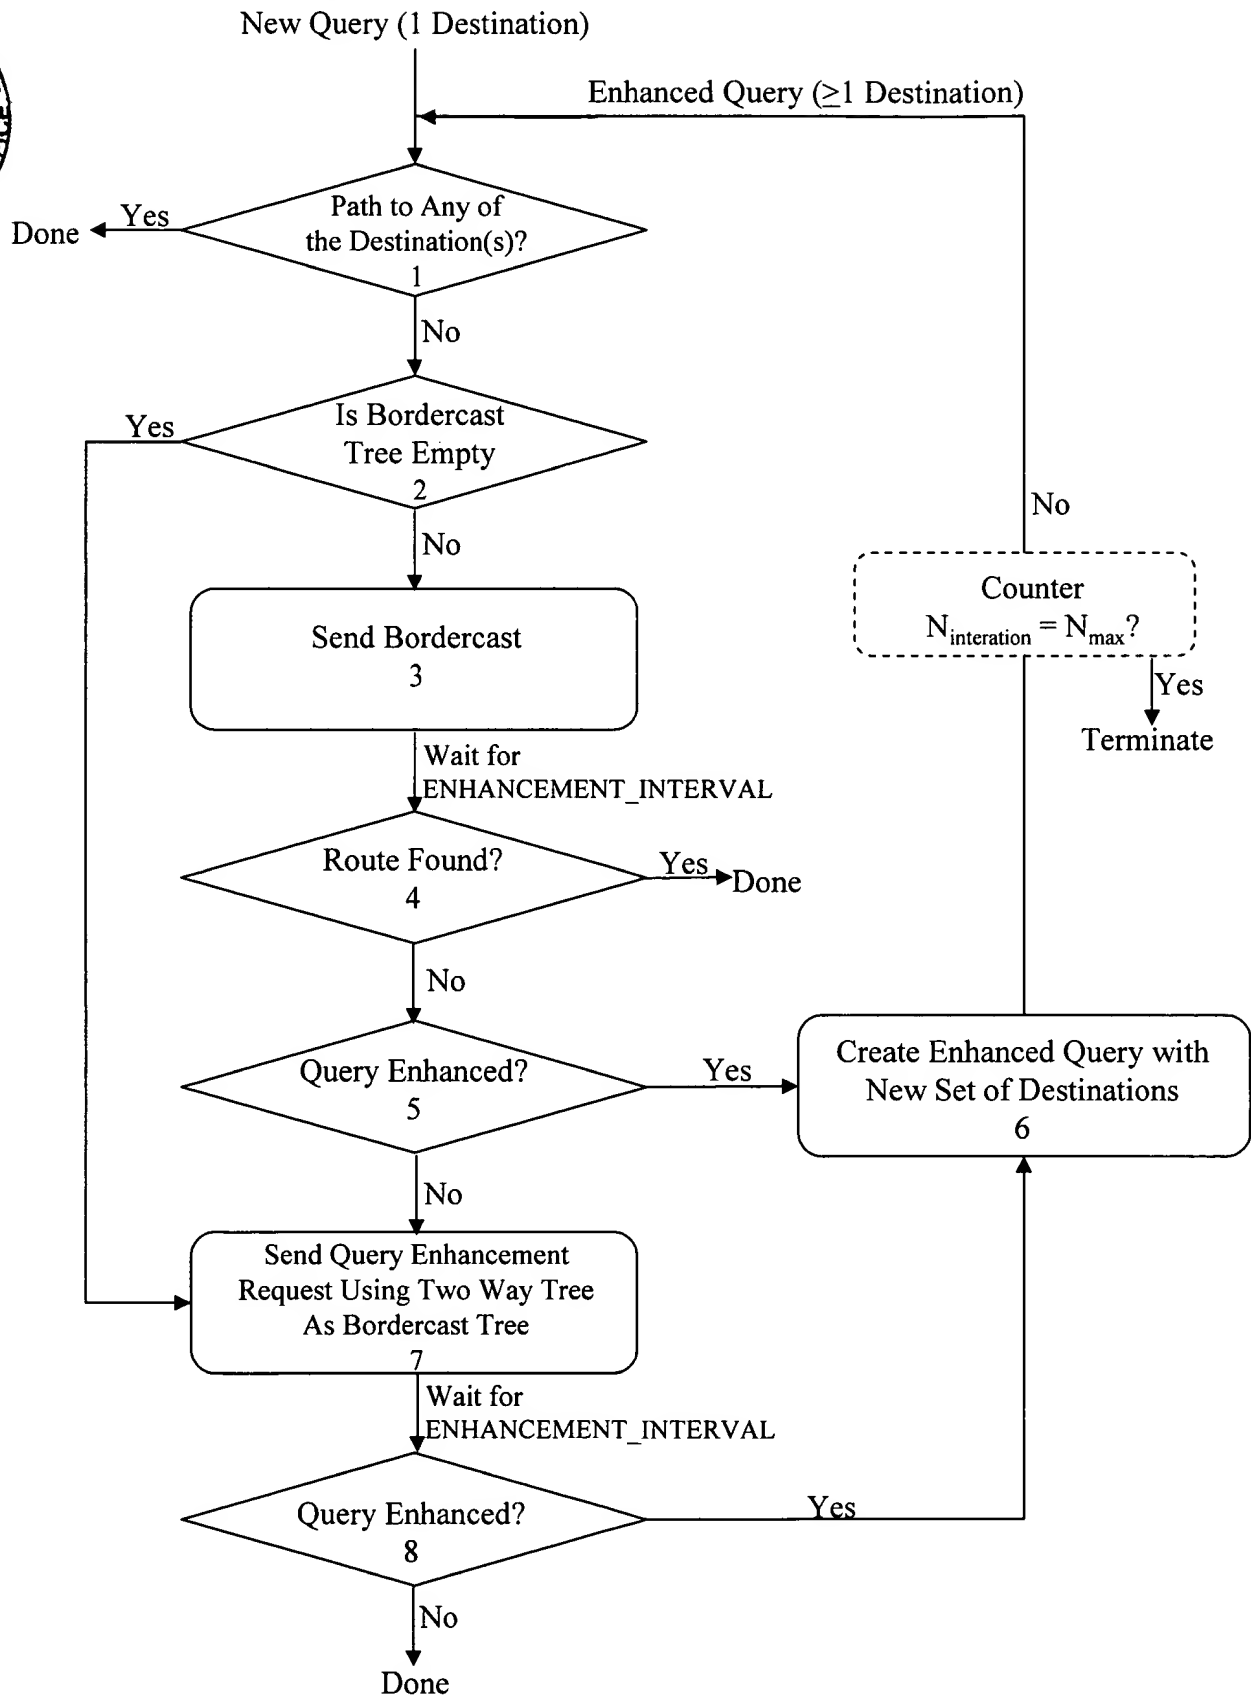 New Query (1 Destination)
Enhanced Query (≥1 Destination)
Path to Any of
the Destination(s)?
1
Yes
Done
No
Is Bordercast
Tree Empty
2
Yes
No
No
Counter
N_interation = N_max?
Yes
Terminate
Send Bordercast
3
Wait for
ENHANCEMENT_INTERVAL
Route Found?
4
Yes
Done
No
Query Enhanced?
5
Yes
Create Enhanced Query with
New Set of Destinations
6
No
Send Query Enhancement
Request Using Two Way Tree
As Bordercast Tree
7
Wait for
ENHANCEMENT_INTERVAL
Query Enhanced?
8
Yes
No
Done